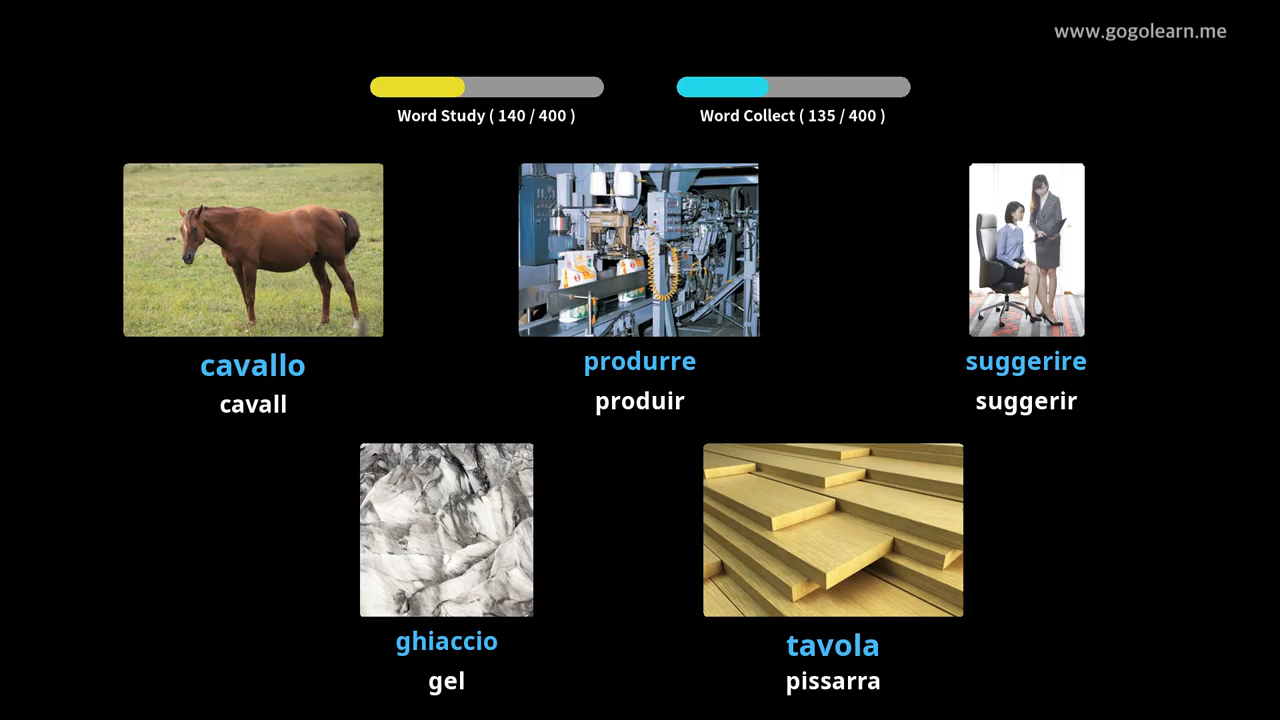 www.gogolearn.me
Word Study ( 140 / 400 )
Word Collect ( 135 / 400 )
cavallo
cavall
produrre
produir
suggerire
suggerir
ghiaccio
gel
tavola
pissarra